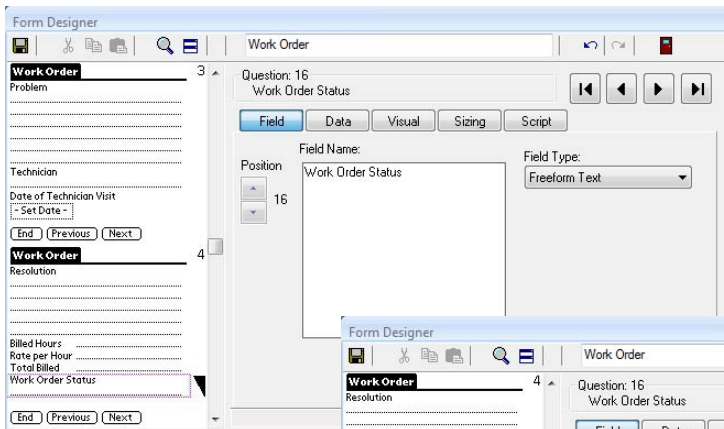 Form Designer
Work Order
Work Order 3
Problem
Technician
Date of Technician Visit
- Set Date -
End Previous Next
Work Order 4
Resolution
Billed Hours
Rate per Hour
Total Billed
Work Order Status
End Previous Next
Question: 16
Work Order Status
Field Data Visual Sizing Script
Position
16
Field Name:
Work Order Status
Field Type:
Freeform Text
Form Designer
Work Order
Work Order 4
Resolution
Question: 16
Work Order Status
Field Data